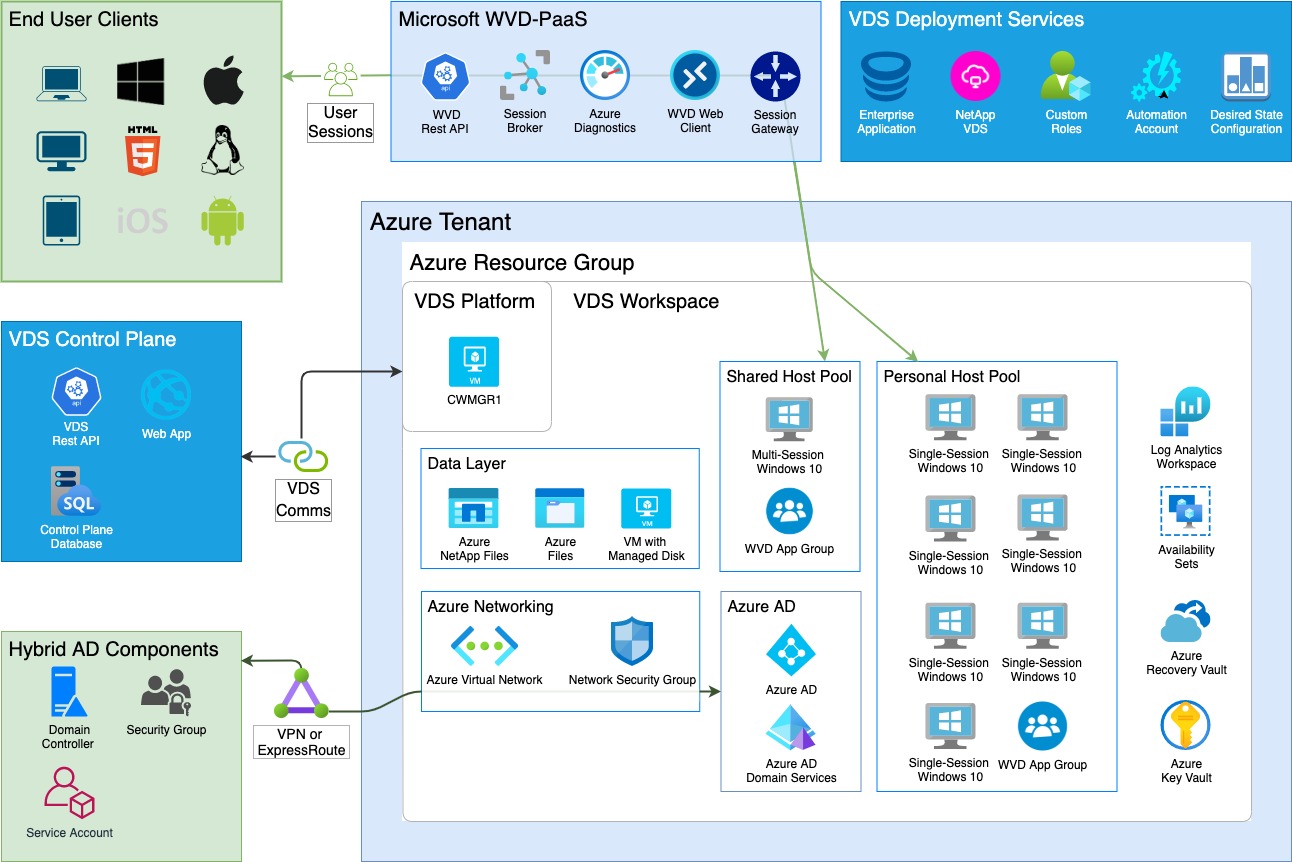 End User Clients
HTML
iOS
User
Sessions
Microsoft WVD-PaaS
api
WVD
Rest API
Session
Broker
Azure
Diagnostics
WVD Web
Client
Session
Gateway
VDS Deployment Services
Enterprise
Application
NetApp
VDS
Custom
Roles
Automation
Account
Desired State
Configuration
Azure Tenant
Azure Resource Group
VDS Platform
VM
CWMGR1
VDS Workspace
VDS Control Plane
api
VDS
Rest API
Web App
SQL
Control Plane
Database
VDS
Comms
Data Layer
Azure
NetApp Files
Azure
Files
VM
VM with
Managed Disk
Shared Host Pool
Multi-Session
Windows 10
WVD App Group
Personal Host Pool
Single-Session
Windows 10
Single-Session
Windows 10
Single-Session
Windows 10
Single-Session
Windows 10
Single-Session
Windows 10
Single-Session
Windows 10
Single-Session
Windows 10
WVD App Group
Log Analytics
Workspace
Availability
Sets
Azure
Recovery Vault
Azure
Key Vault
Azure Networking
Azure Virtual Network
Network Security Group
Azure AD
Azure AD
Azure AD
Domain Services
Hybrid AD Components
Domain
Controller
Security Group
Service Account
VPN or
ExpressRoute